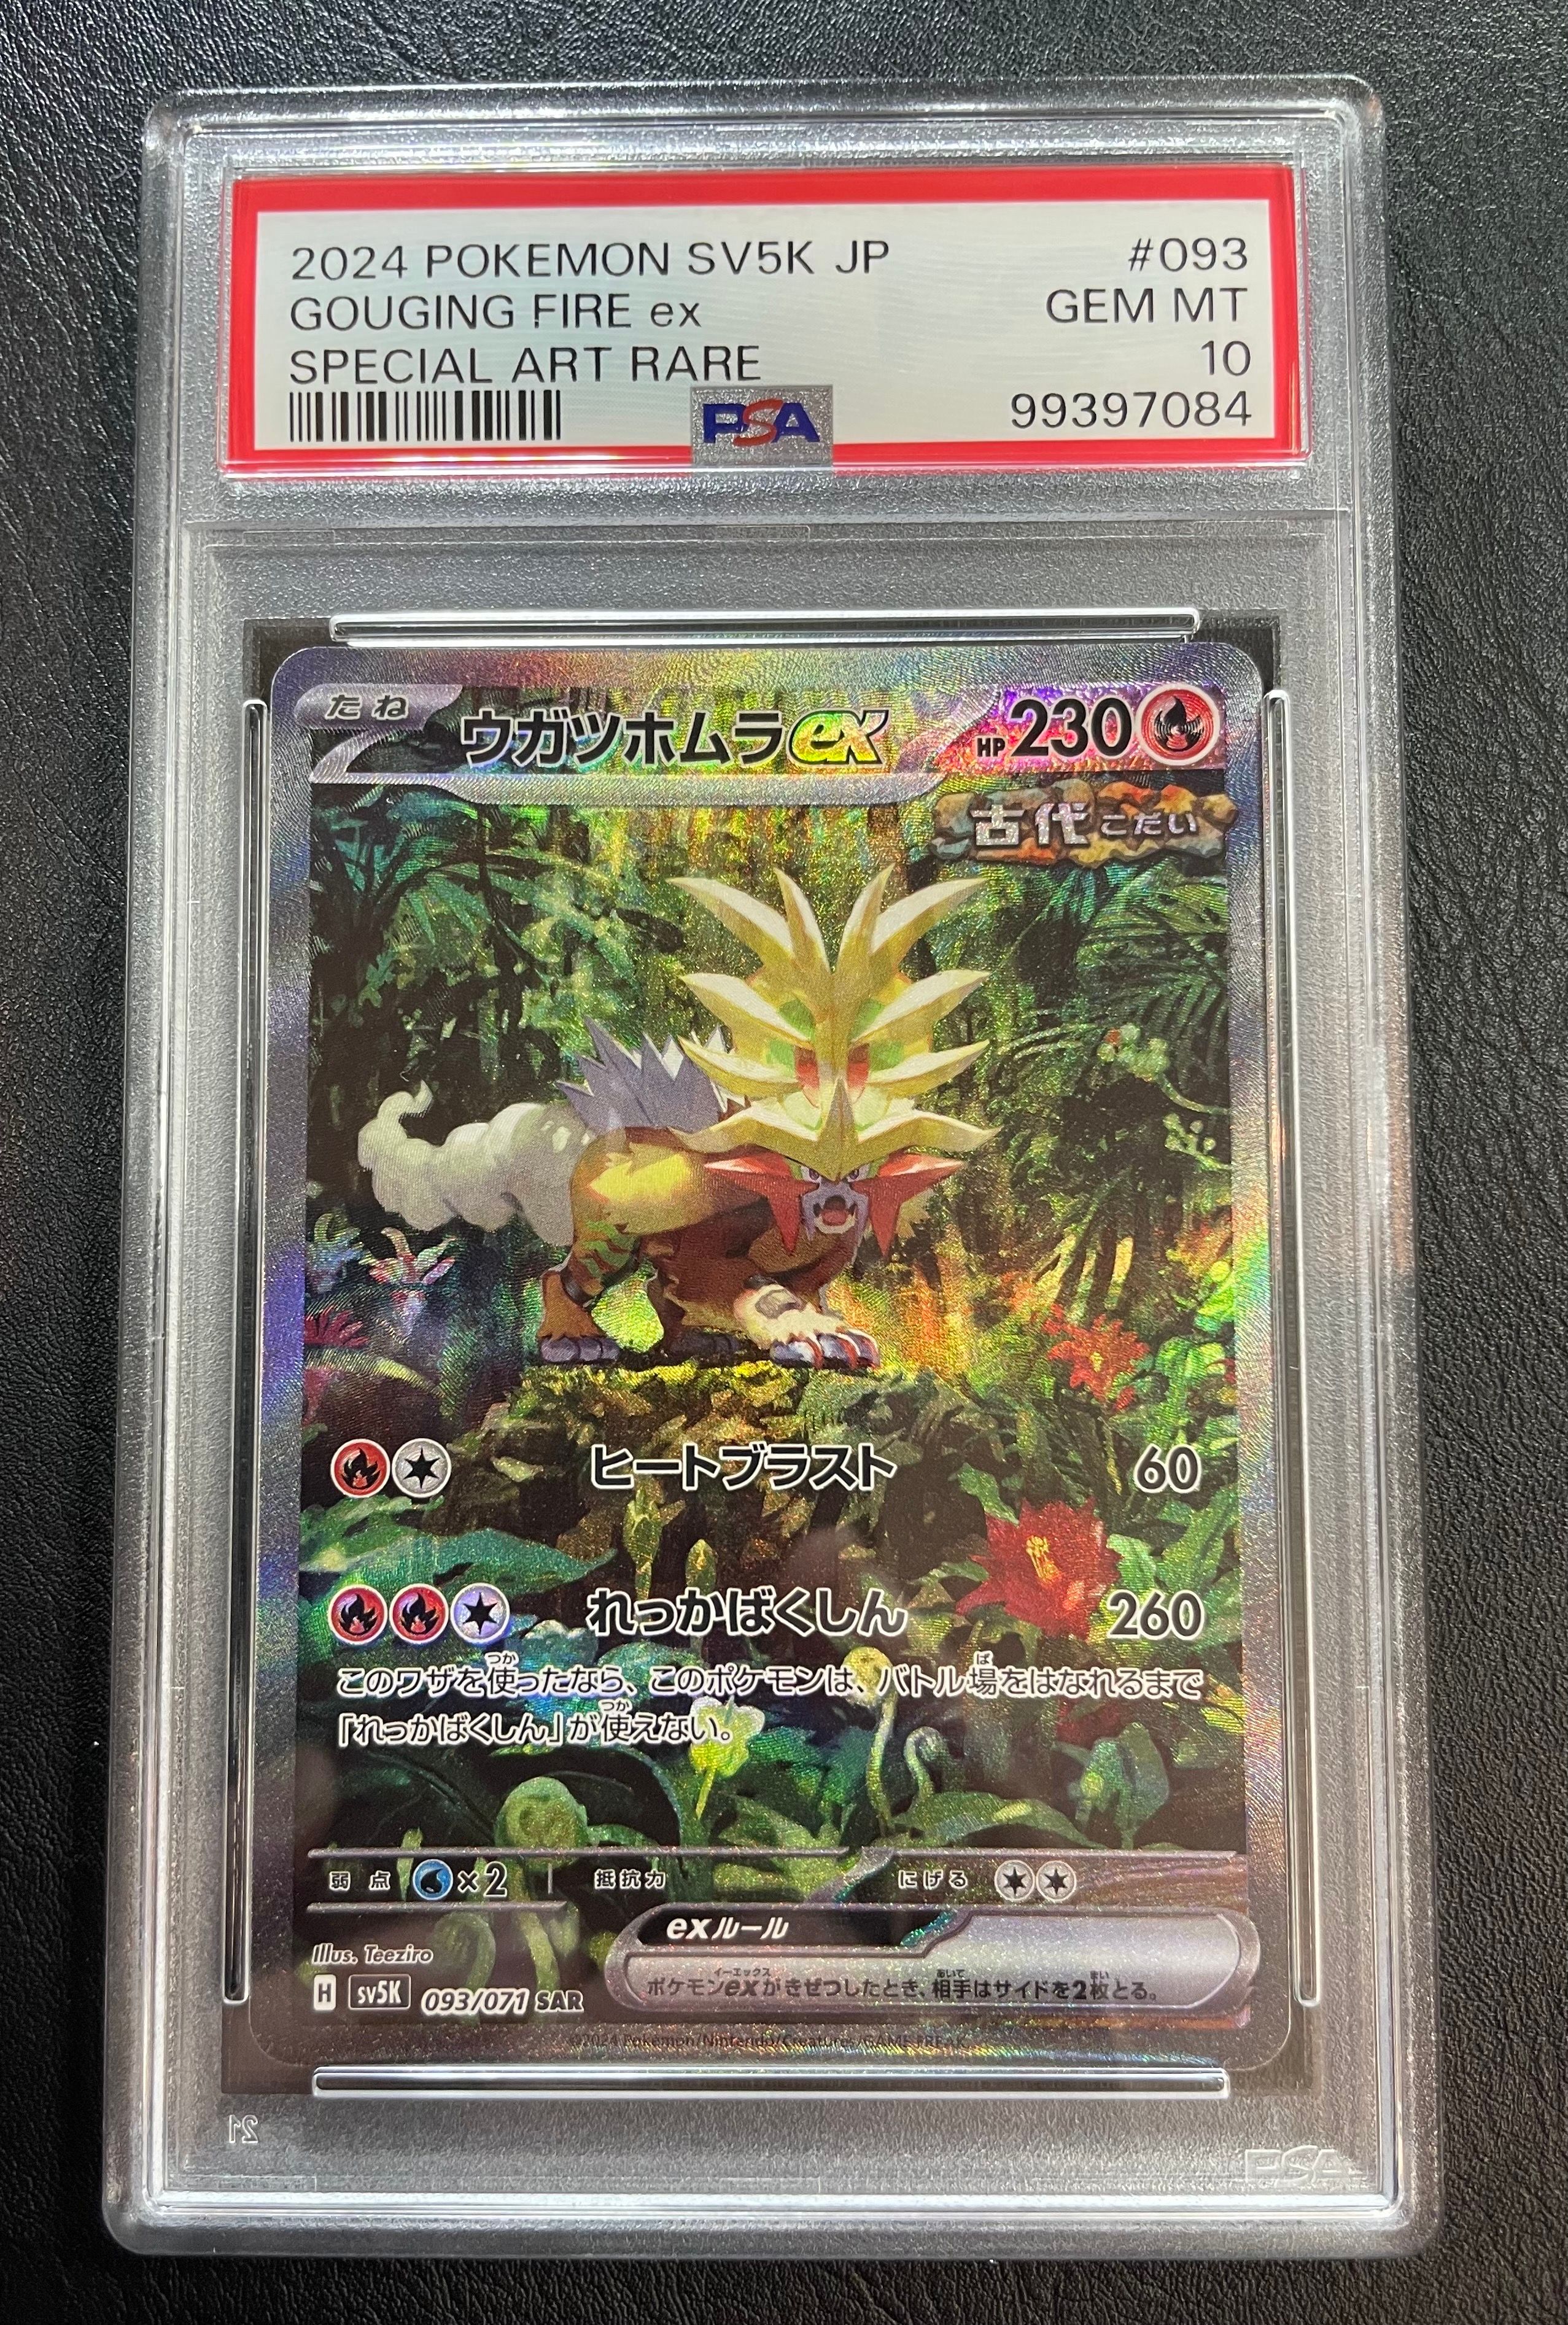 2024 POKEMON SV5K JP #093
GOUGING FIRE ex GEM MT
SPECIAL ART RARE 10
PSA 99397084
たね ウガツホムラex HP 230
古代 こだい
ヒートブラスト 60
れっかばくしん 260
このワザを使ったなら、このポケモンは、バトル場をはなれるまで
「れっかばくしん」が使えない。
弱点 ×2 抵抗力 にげる
exルール
Illus. Teeziro
ポケモンexがきぜつしたとき、相手はサイドを2枚とる。
H sv5K 093/071 SAR
©2024 Pokémon/Nintendo/Creatures/GAME FREAK
21
PSA